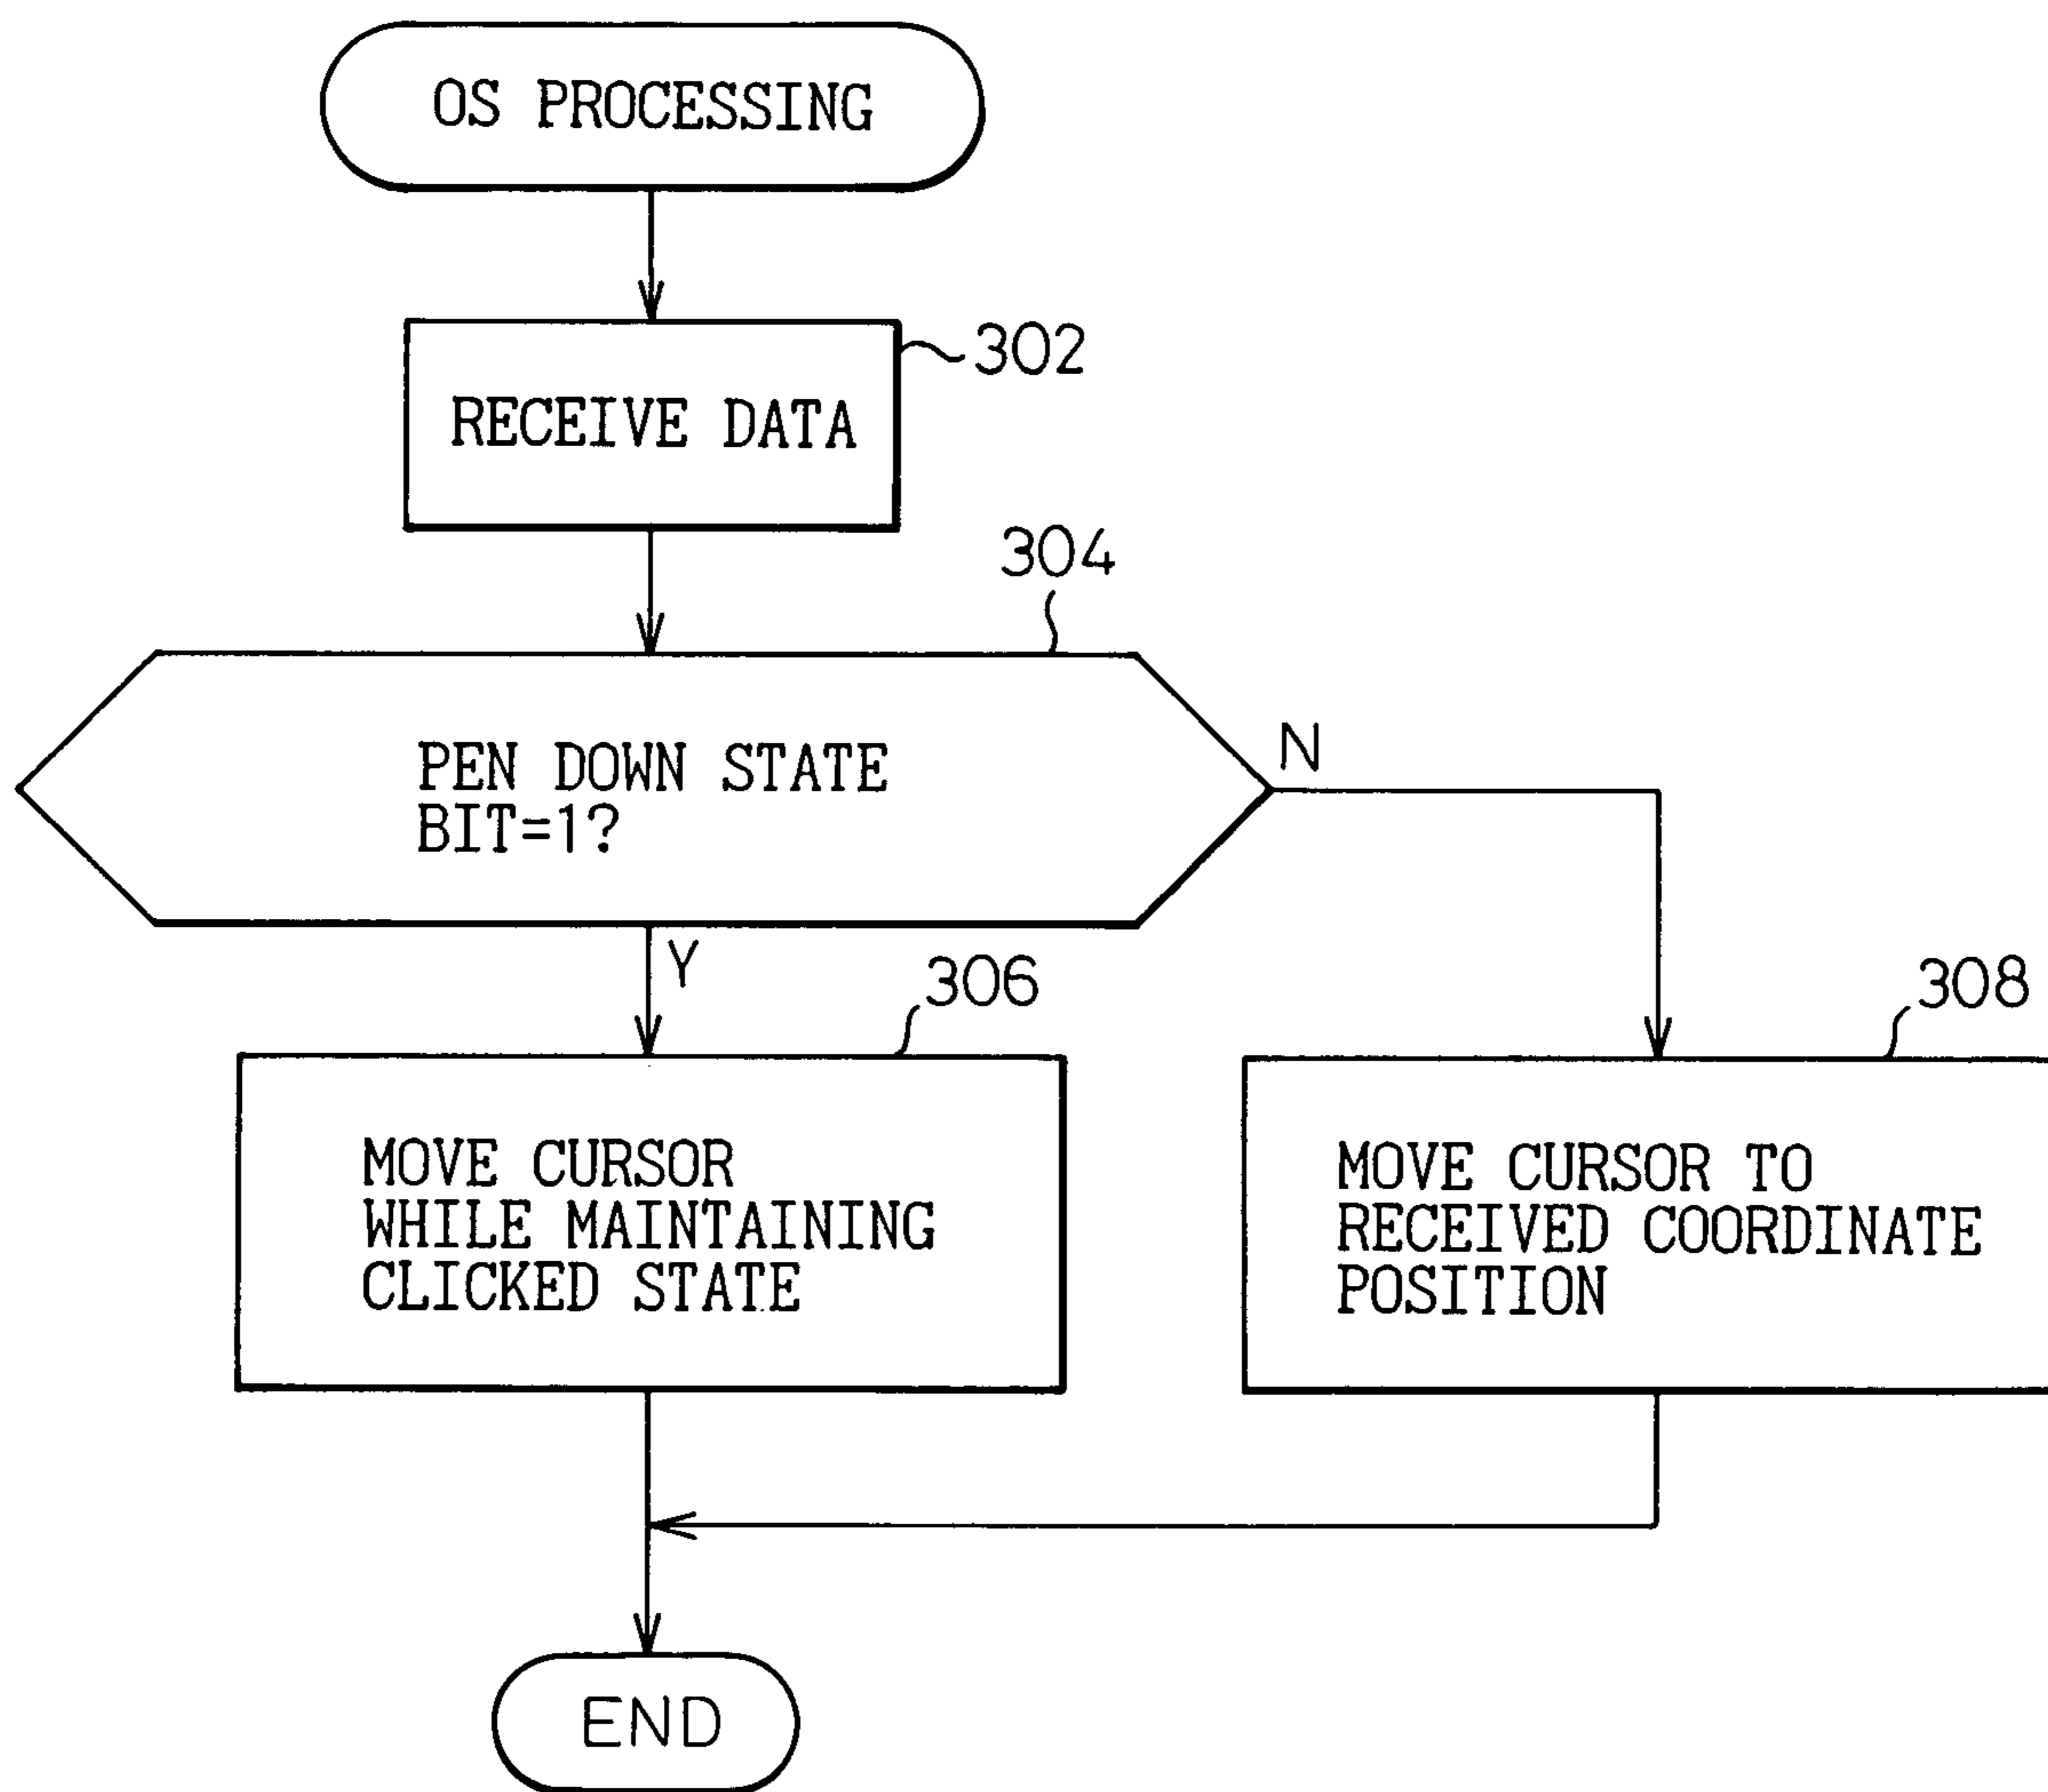 OS PROCESSING
302
RECEIVE DATA
304
PEN DOWN STATE
BIT=1?
N
Y
306
308
MOVE CURSOR
WHILE MAINTAINING
CLICKED STATE
MOVE CURSOR TO
RECEIVED COORDINATE
POSITION
END